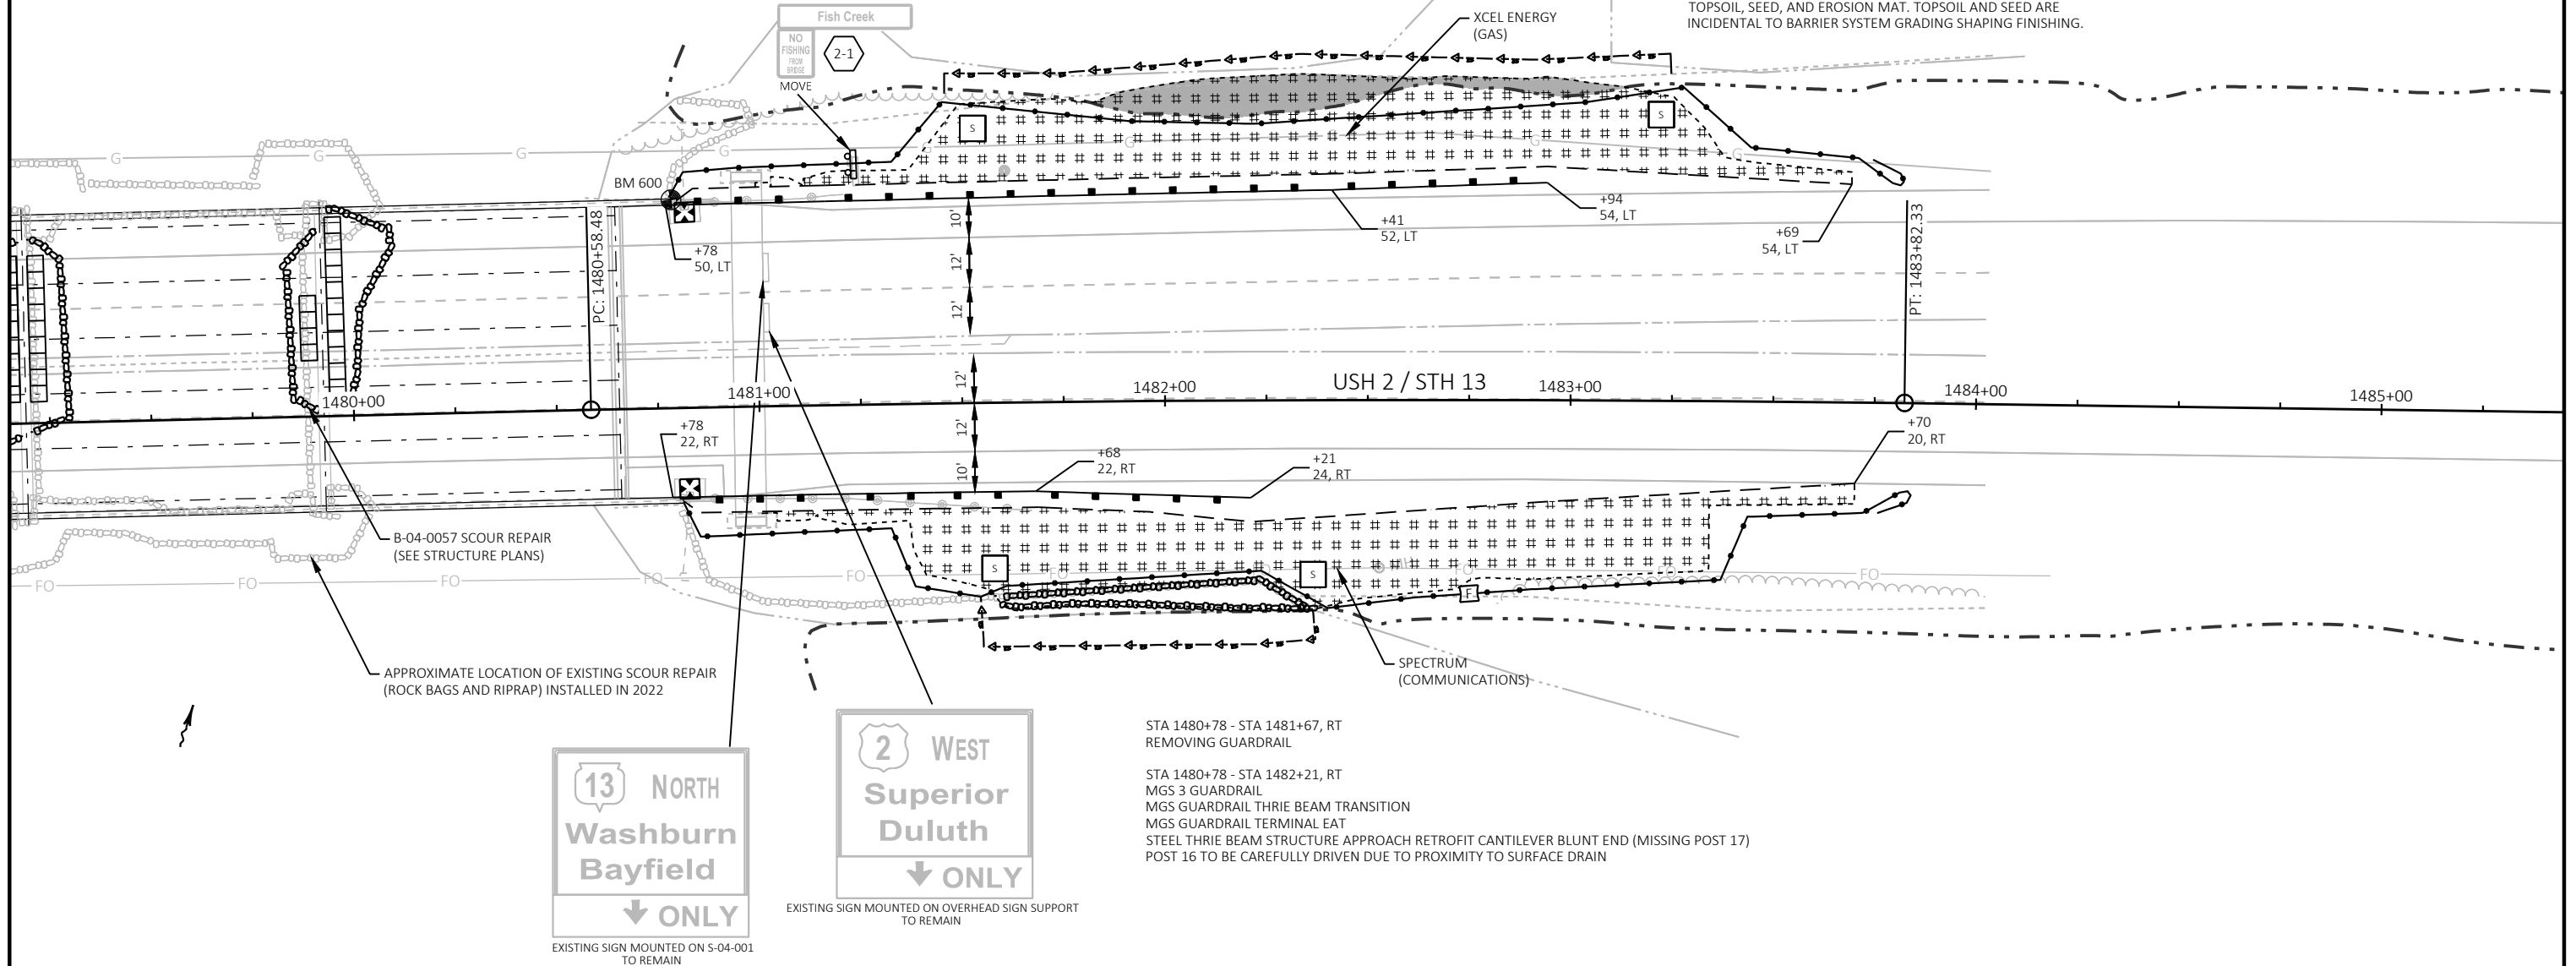 TOPSOIL, SEED, AND EROSION MAT. TOPSOIL AND SEED ARE
INCIDENTAL TO BARRIER SYSTEM GRADING SHAPING FINISHING.
Fish Creek
NO
FISHING
FROM
BRIDGE
2-1
MOVE
XCEL ENERGY
(GAS)
S
S
G
G
G
G
G
G
G
G
BM 600
+78
50, LT
+41
52, LT
+94
54, LT
+69
54, LT
PC: 1480+58.48
PT: 1483+82.33
10'
12'
12'
12'
12'
10'
1480+00
1481+00
1482+00
USH 2 / STH 13
1483+00
1484+00
1485+00
+78
22, RT
+68
22, RT
+21
24, RT
+70
20, RT
B-04-0057 SCOUR REPAIR
(SEE STRUCTURE PLANS)
S
S
F
FO
FO
FO
FO
FO
FO
FO
FO
FO
APPROXIMATE LOCATION OF EXISTING SCOUR REPAIR
(ROCK BAGS AND RIPRAP) INSTALLED IN 2022
SPECTRUM
(COMMUNICATIONS)
13 NORTH
Washburn
Bayfield
ONLY
EXISTING SIGN MOUNTED ON S-04-001
TO REMAIN
2 WEST
Superior
Duluth
ONLY
EXISTING SIGN MOUNTED ON OVERHEAD SIGN SUPPORT
TO REMAIN
STA 1480+78 - STA 1481+67, RT
REMOVING GUARDRAIL
STA 1480+78 - STA 1482+21, RT
MGS 3 GUARDRAIL
MGS GUARDRAIL THRIE BEAM TRANSITION
MGS GUARDRAIL TERMINAL EAT
STEEL THRIE BEAM STRUCTURE APPROACH RETROFIT CANTILEVER BLUNT END (MISSING POST 17)
POST 16 TO BE CAREFULLY DRIVEN DUE TO PROXIMITY TO SURFACE DRAIN